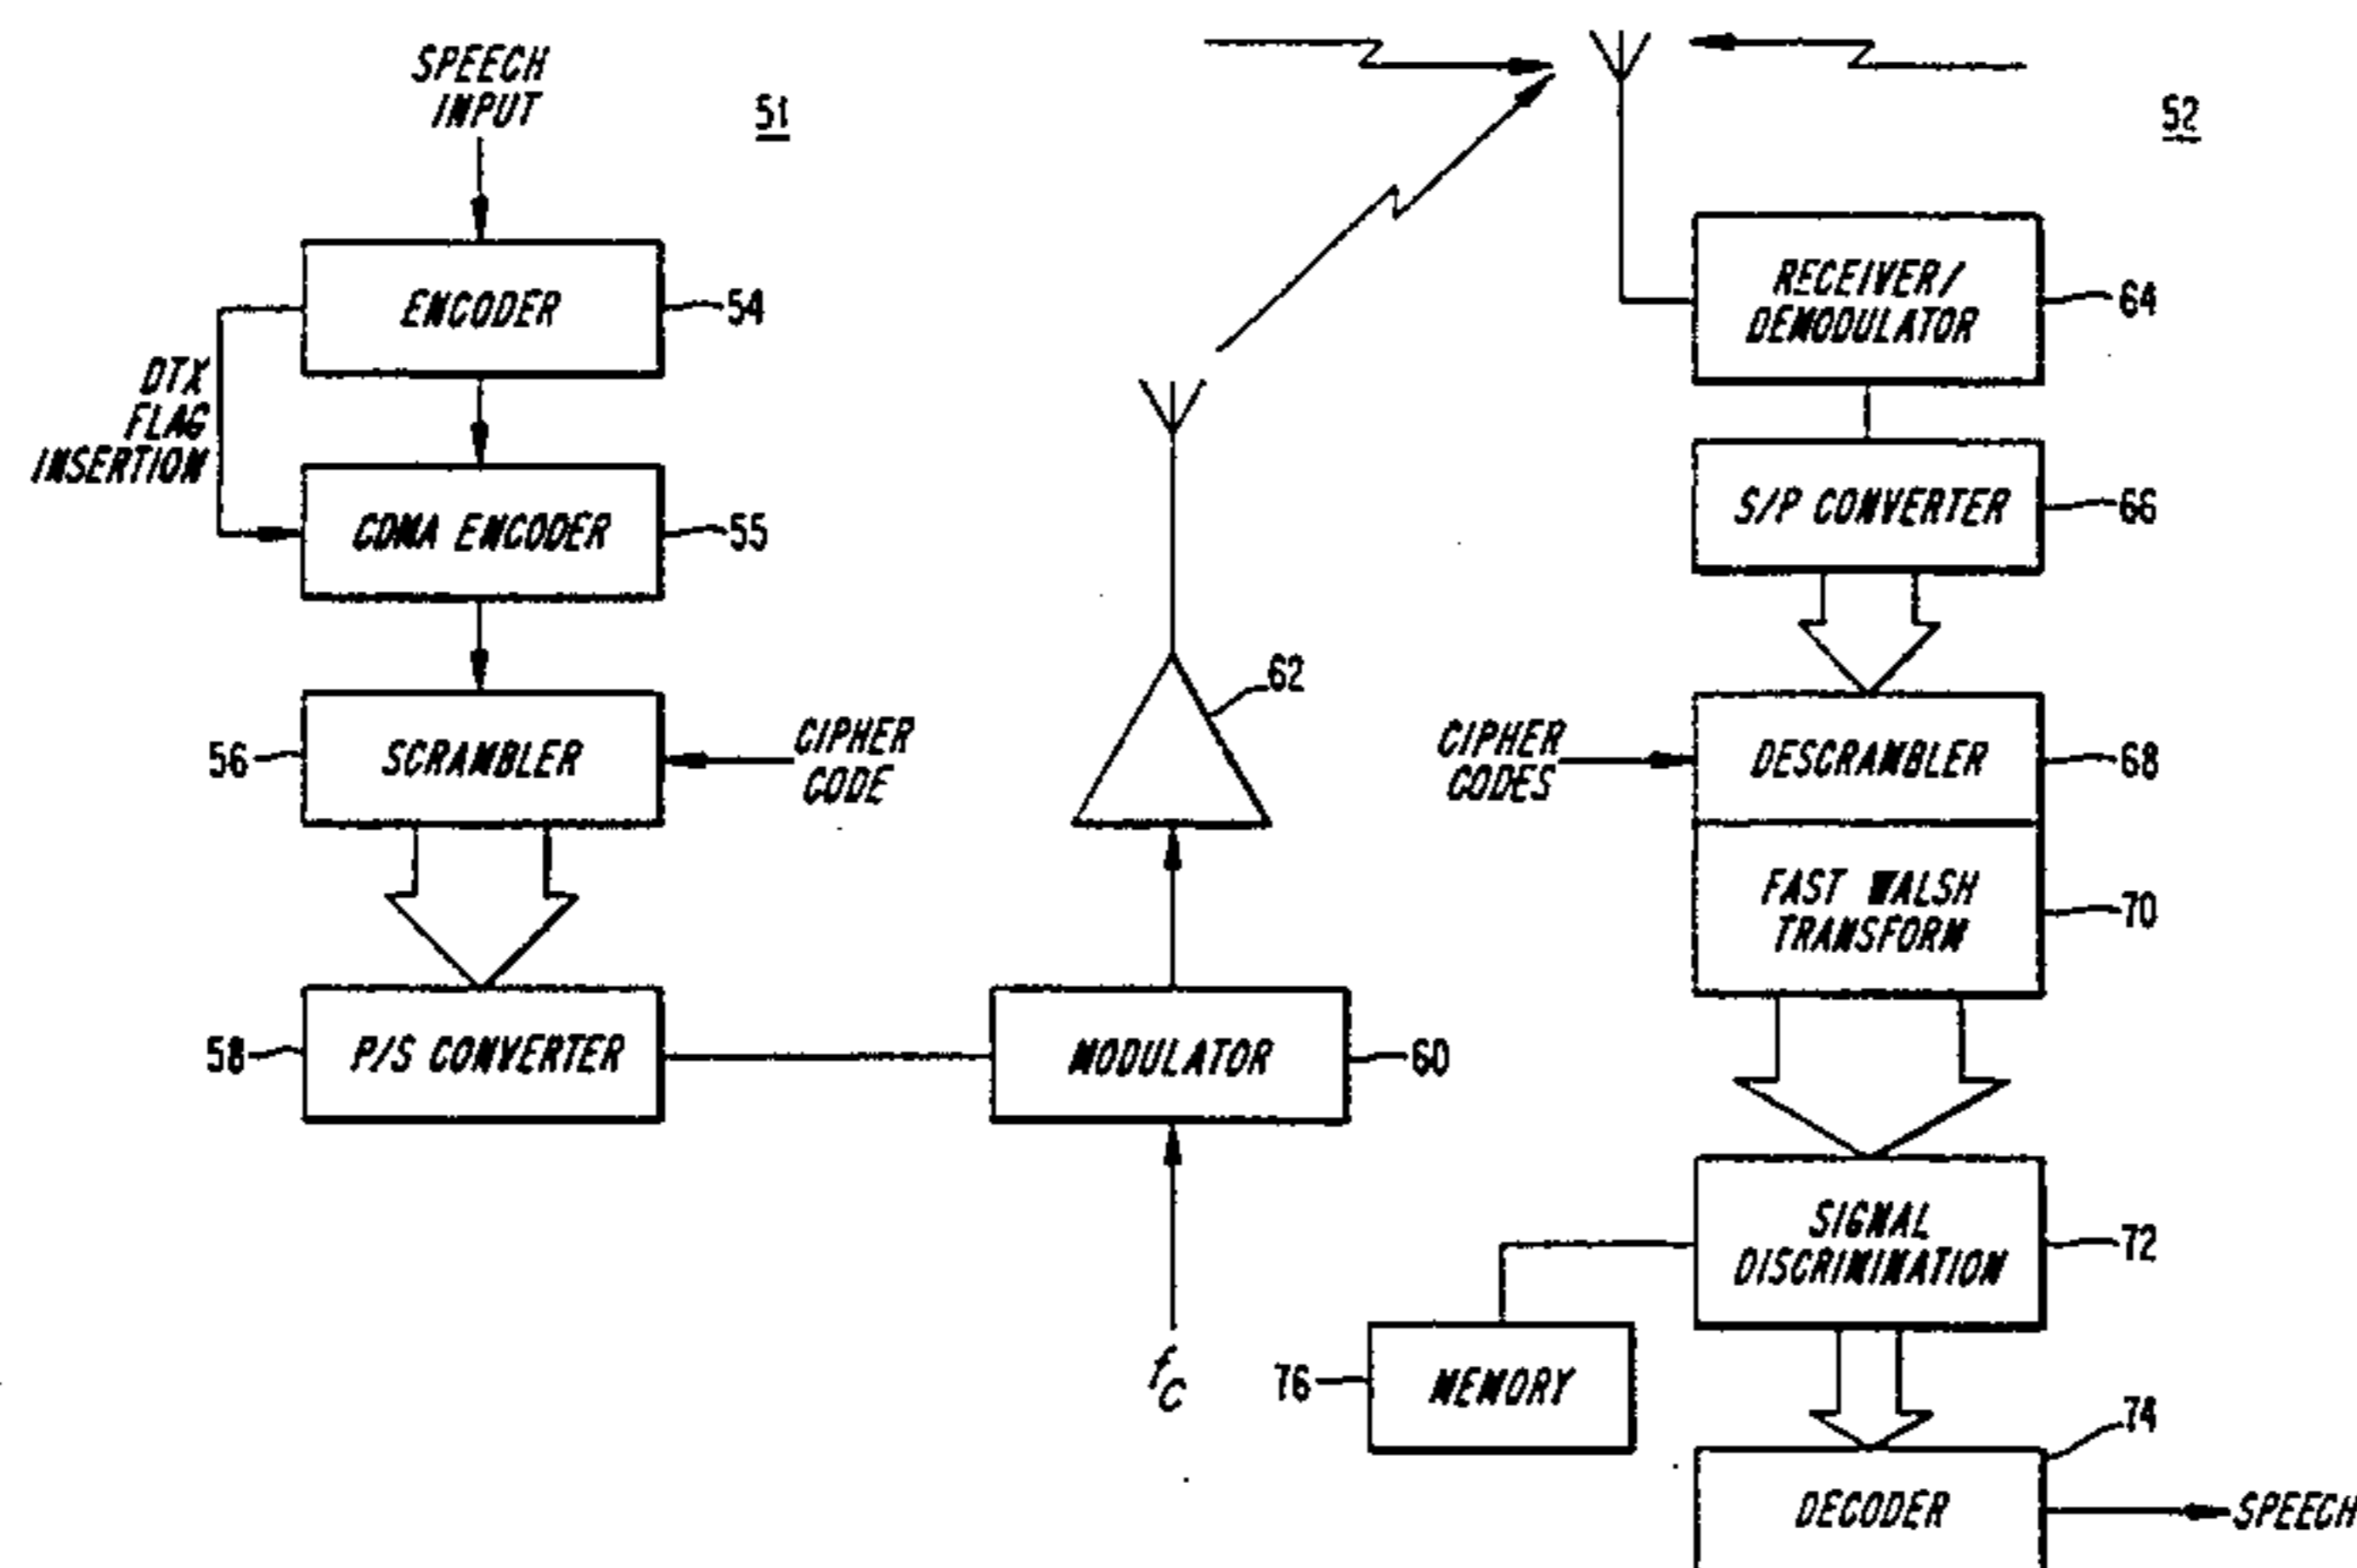 SPEECH
INPUT
51
52
ENCODER
54
DTX
FLAG
INSERTION
CDMA ENCODER
55
SCRAMBLER
56
CIPHER
CODE
P/S CONVERTER
58
MODULATOR
60
fC
62
RECEIVER/
DEMODULATOR
64
S/P CONVERTER
66
CIPHER
CODES
DESCRAMBLER
68
FAST WALSH
TRANSFORM
70
SIGNAL
DISCRIMINATION
72
MEMORY
76
DECODER
74
SPEECH